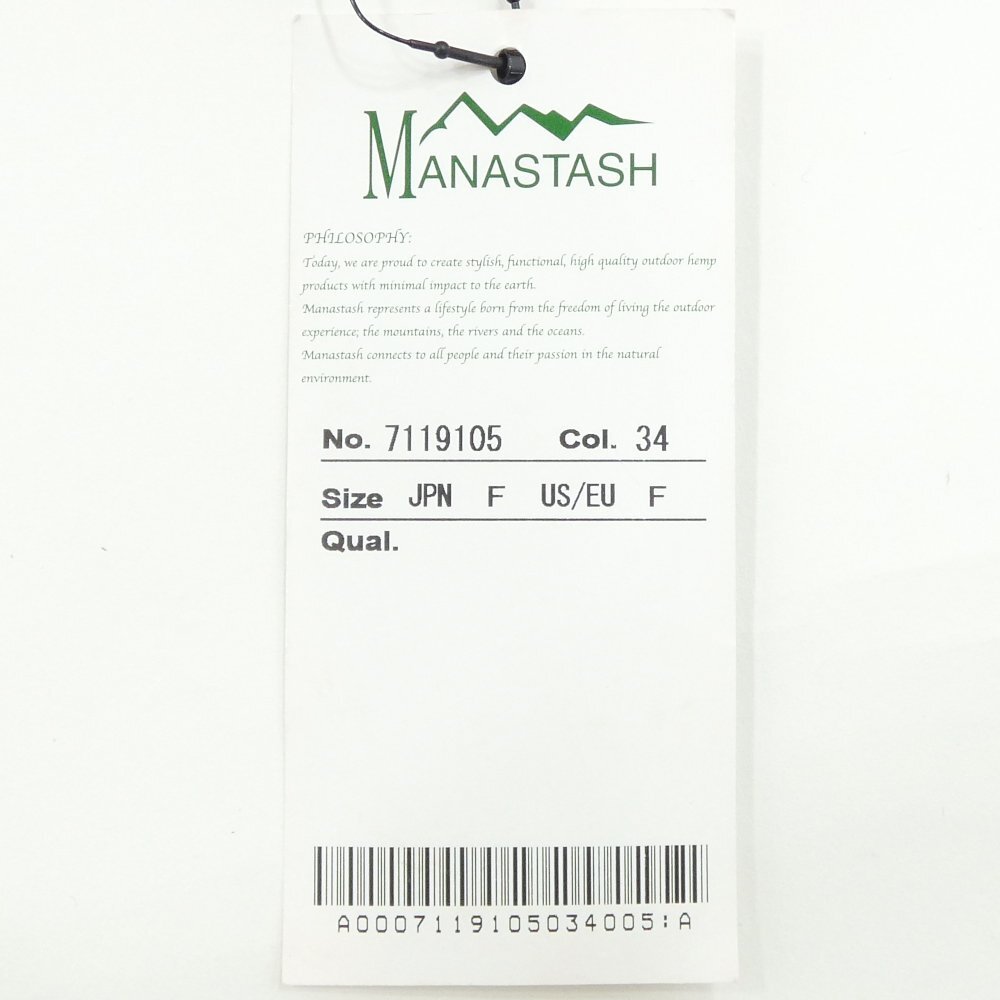 MANASTASH
PHILOSOPHY:
Today, we are proud to create stylish, functional, high quality outdoor hemp
products with minimal impact to the earth.
Manastash represents a lifestyle born from the freedom of living the outdoor
experience; the mountains, the rivers and the oceans.
Manastash connects to all people and their passion in the natural
environment.
No. 7119105 Col. 34
Size JPN F US/EU F
Qual.
A0007119105034005:A